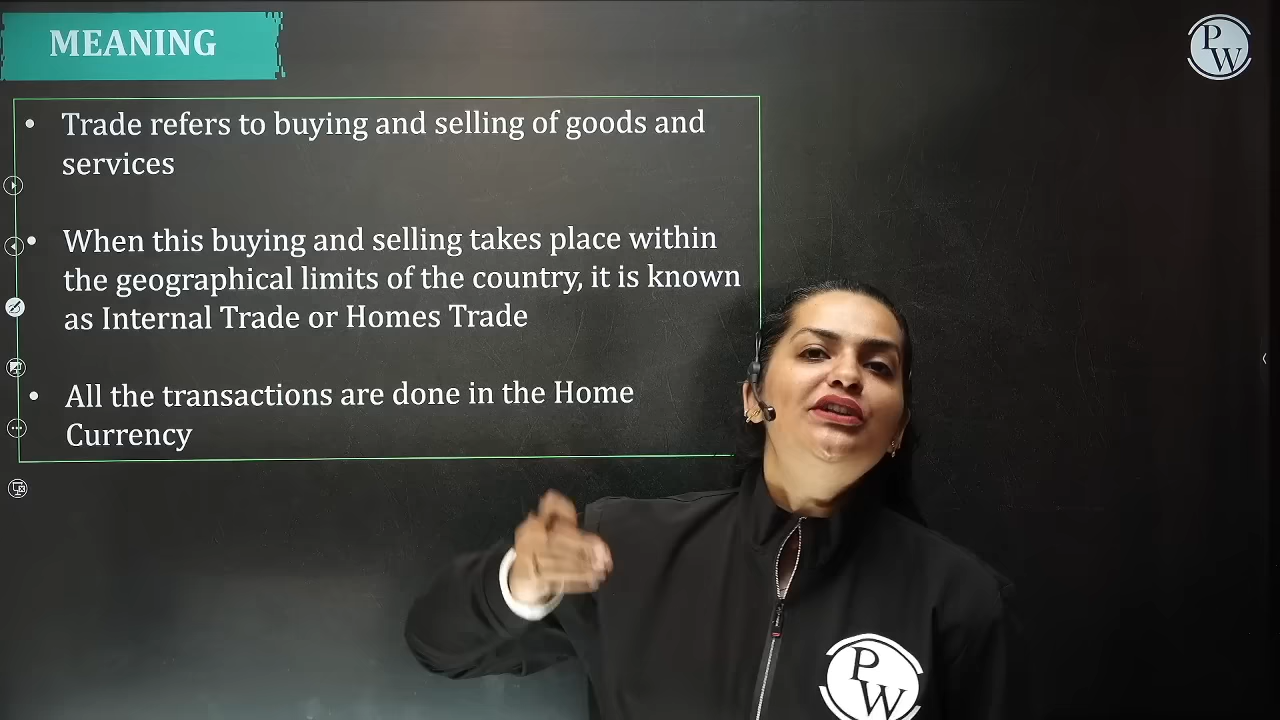 MEANING
PW
• Trade refers to buying and selling of goods and
services
• When this buying and selling takes place within
the geographical limits of the country, it is known
as Internal Trade or Homes Trade
• All the transactions are done in the Home
Currency
PW